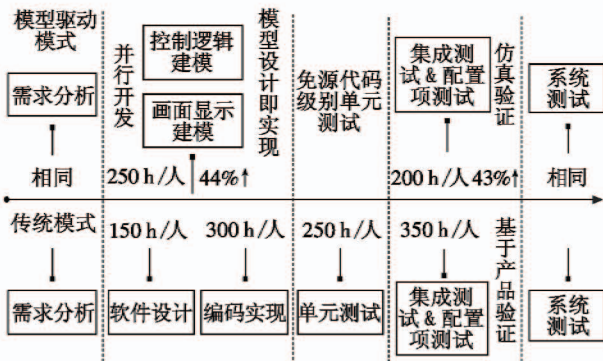 模型驱动
模式
需求分析
相同
并行开发
控制逻辑
建模
画面显示
建模
模型设计即实现
250 h/人
44%↑
免源代码
级别单元
测试
集成测
试&配置
项测试
仿真验证
200 h/人 43%↑
系统
测试
相同
传统模式
需求分析
150 h/人
软件设计
300 h/人
编码实现
250 h/人
单元测试
350 h/人
集成测
试&配置
项测试
基于产品验证
系统
测试